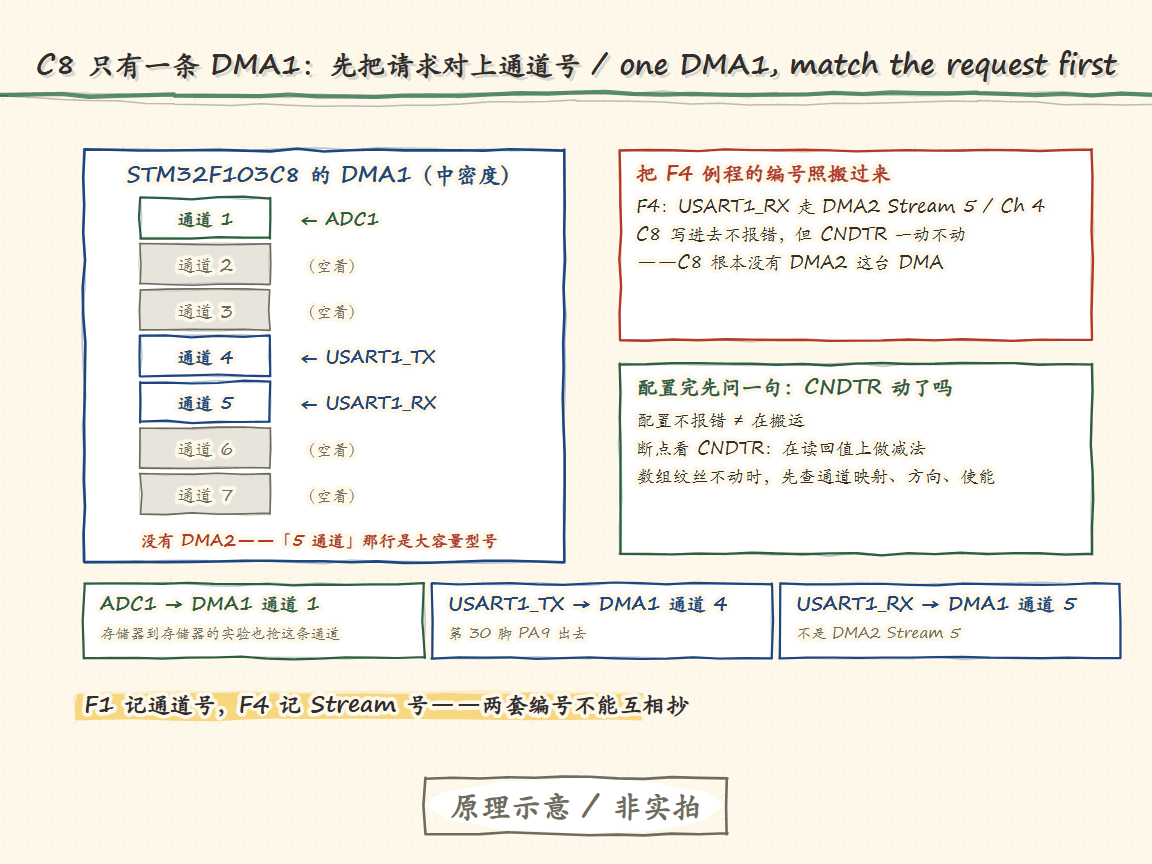 C8 只有一条 DMA1：先把请求对上通道号 / one DMA1, match the request first
STM32F103C8 的 DMA1（中密度）
通道 1 ← ADC1
通道 2 （空着）
通道 3 （空着）
通道 4 ← USART1_TX
通道 5 ← USART1_RX
通道 6 （空着）
通道 7 （空着）
没有 DMA2——「5 通道」那行是大容量型号
把 F4 例程的编号照搬过来
F4：USART1_RX 走 DMA2 Stream 5 / Ch 4
C8 写进去不报错，但 CNDTR 一动不动
——C8 根本没有 DMA2 这台 DMA
配置完先问一句：CNDTR 动了吗
配置不报错 ≠ 在搬运
断点看 CNDTR：在读回值上做减法
数组纹丝不动时，先查通道映射、方向、使能
ADC1 → DMA1 通道 1
存储器到存储器的实验也抢这条通道
USART1_TX → DMA1 通道 4
第 30 脚 PA9 出去
USART1_RX → DMA1 通道 5
不是 DMA2 Stream 5
F1 记通道号，F4 记 Stream 号——两套编号不能互相抄
原理示意 / 非实拍